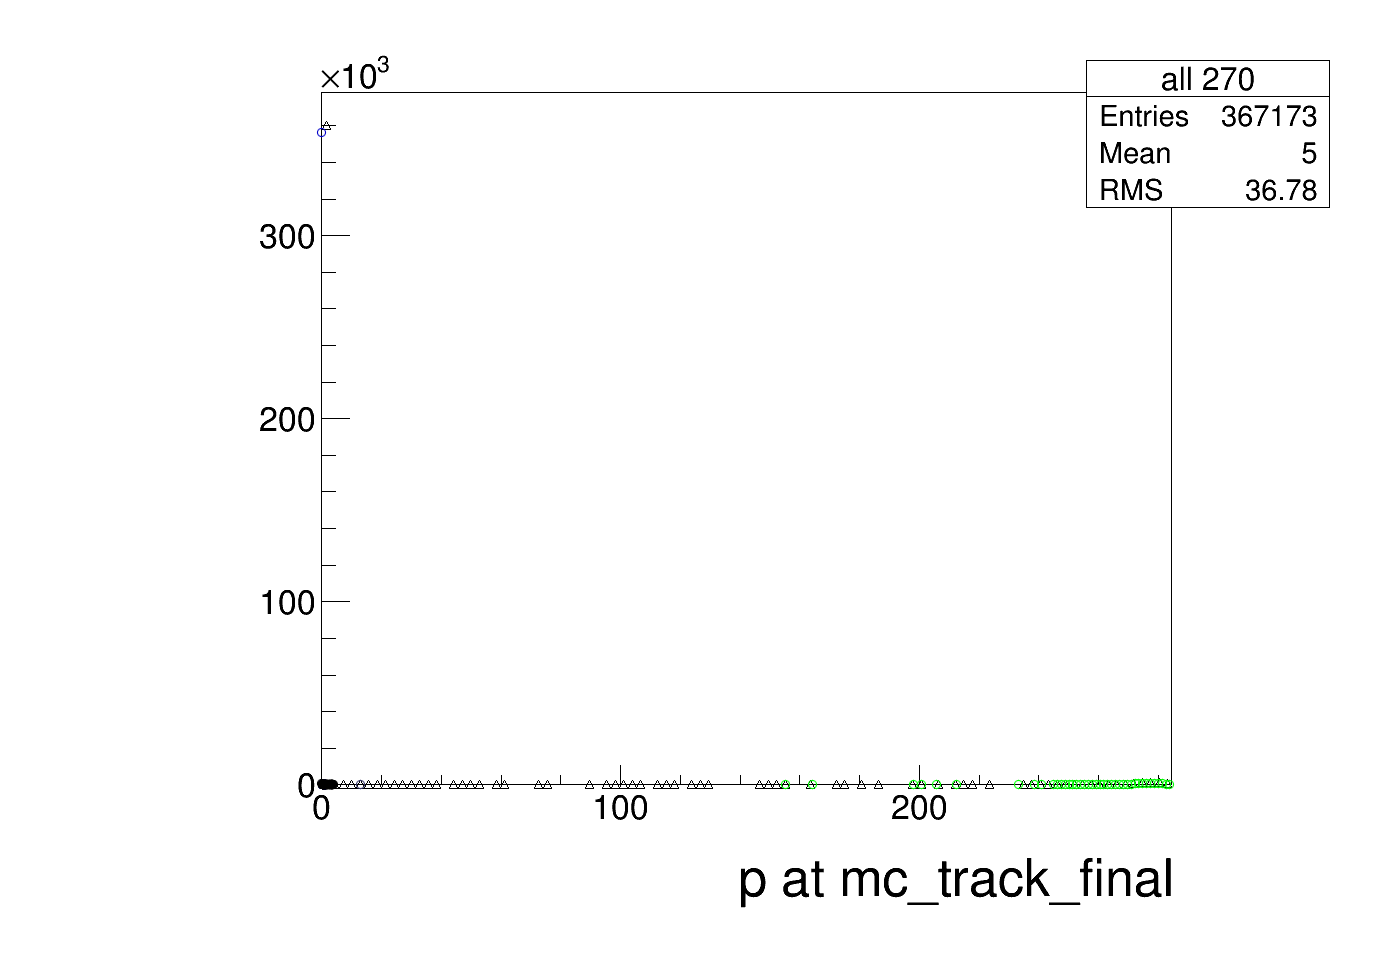 ×10³
all 270
Entries 367173
Mean 5
RMS 36.78
300
200
100
0
0 100 200
p at mc_track_final